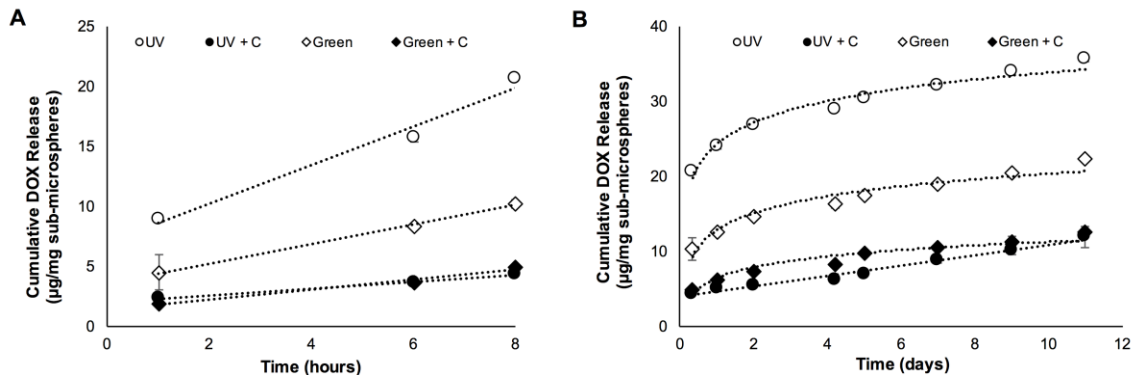 A
25
20
15
10
5
0
Cumulative DOX Release
(µg/mg sub-microspheres)
UV
UV + C
Green
Green + C
0
2
4
6
8
Time (hours)
B
40
30
20
10
0
Cumulative DOX Release
(µg/mg sub-microspheres)
UV
UV + C
Green
Green + C
0
2
4
6
8
10
12
Time (days)